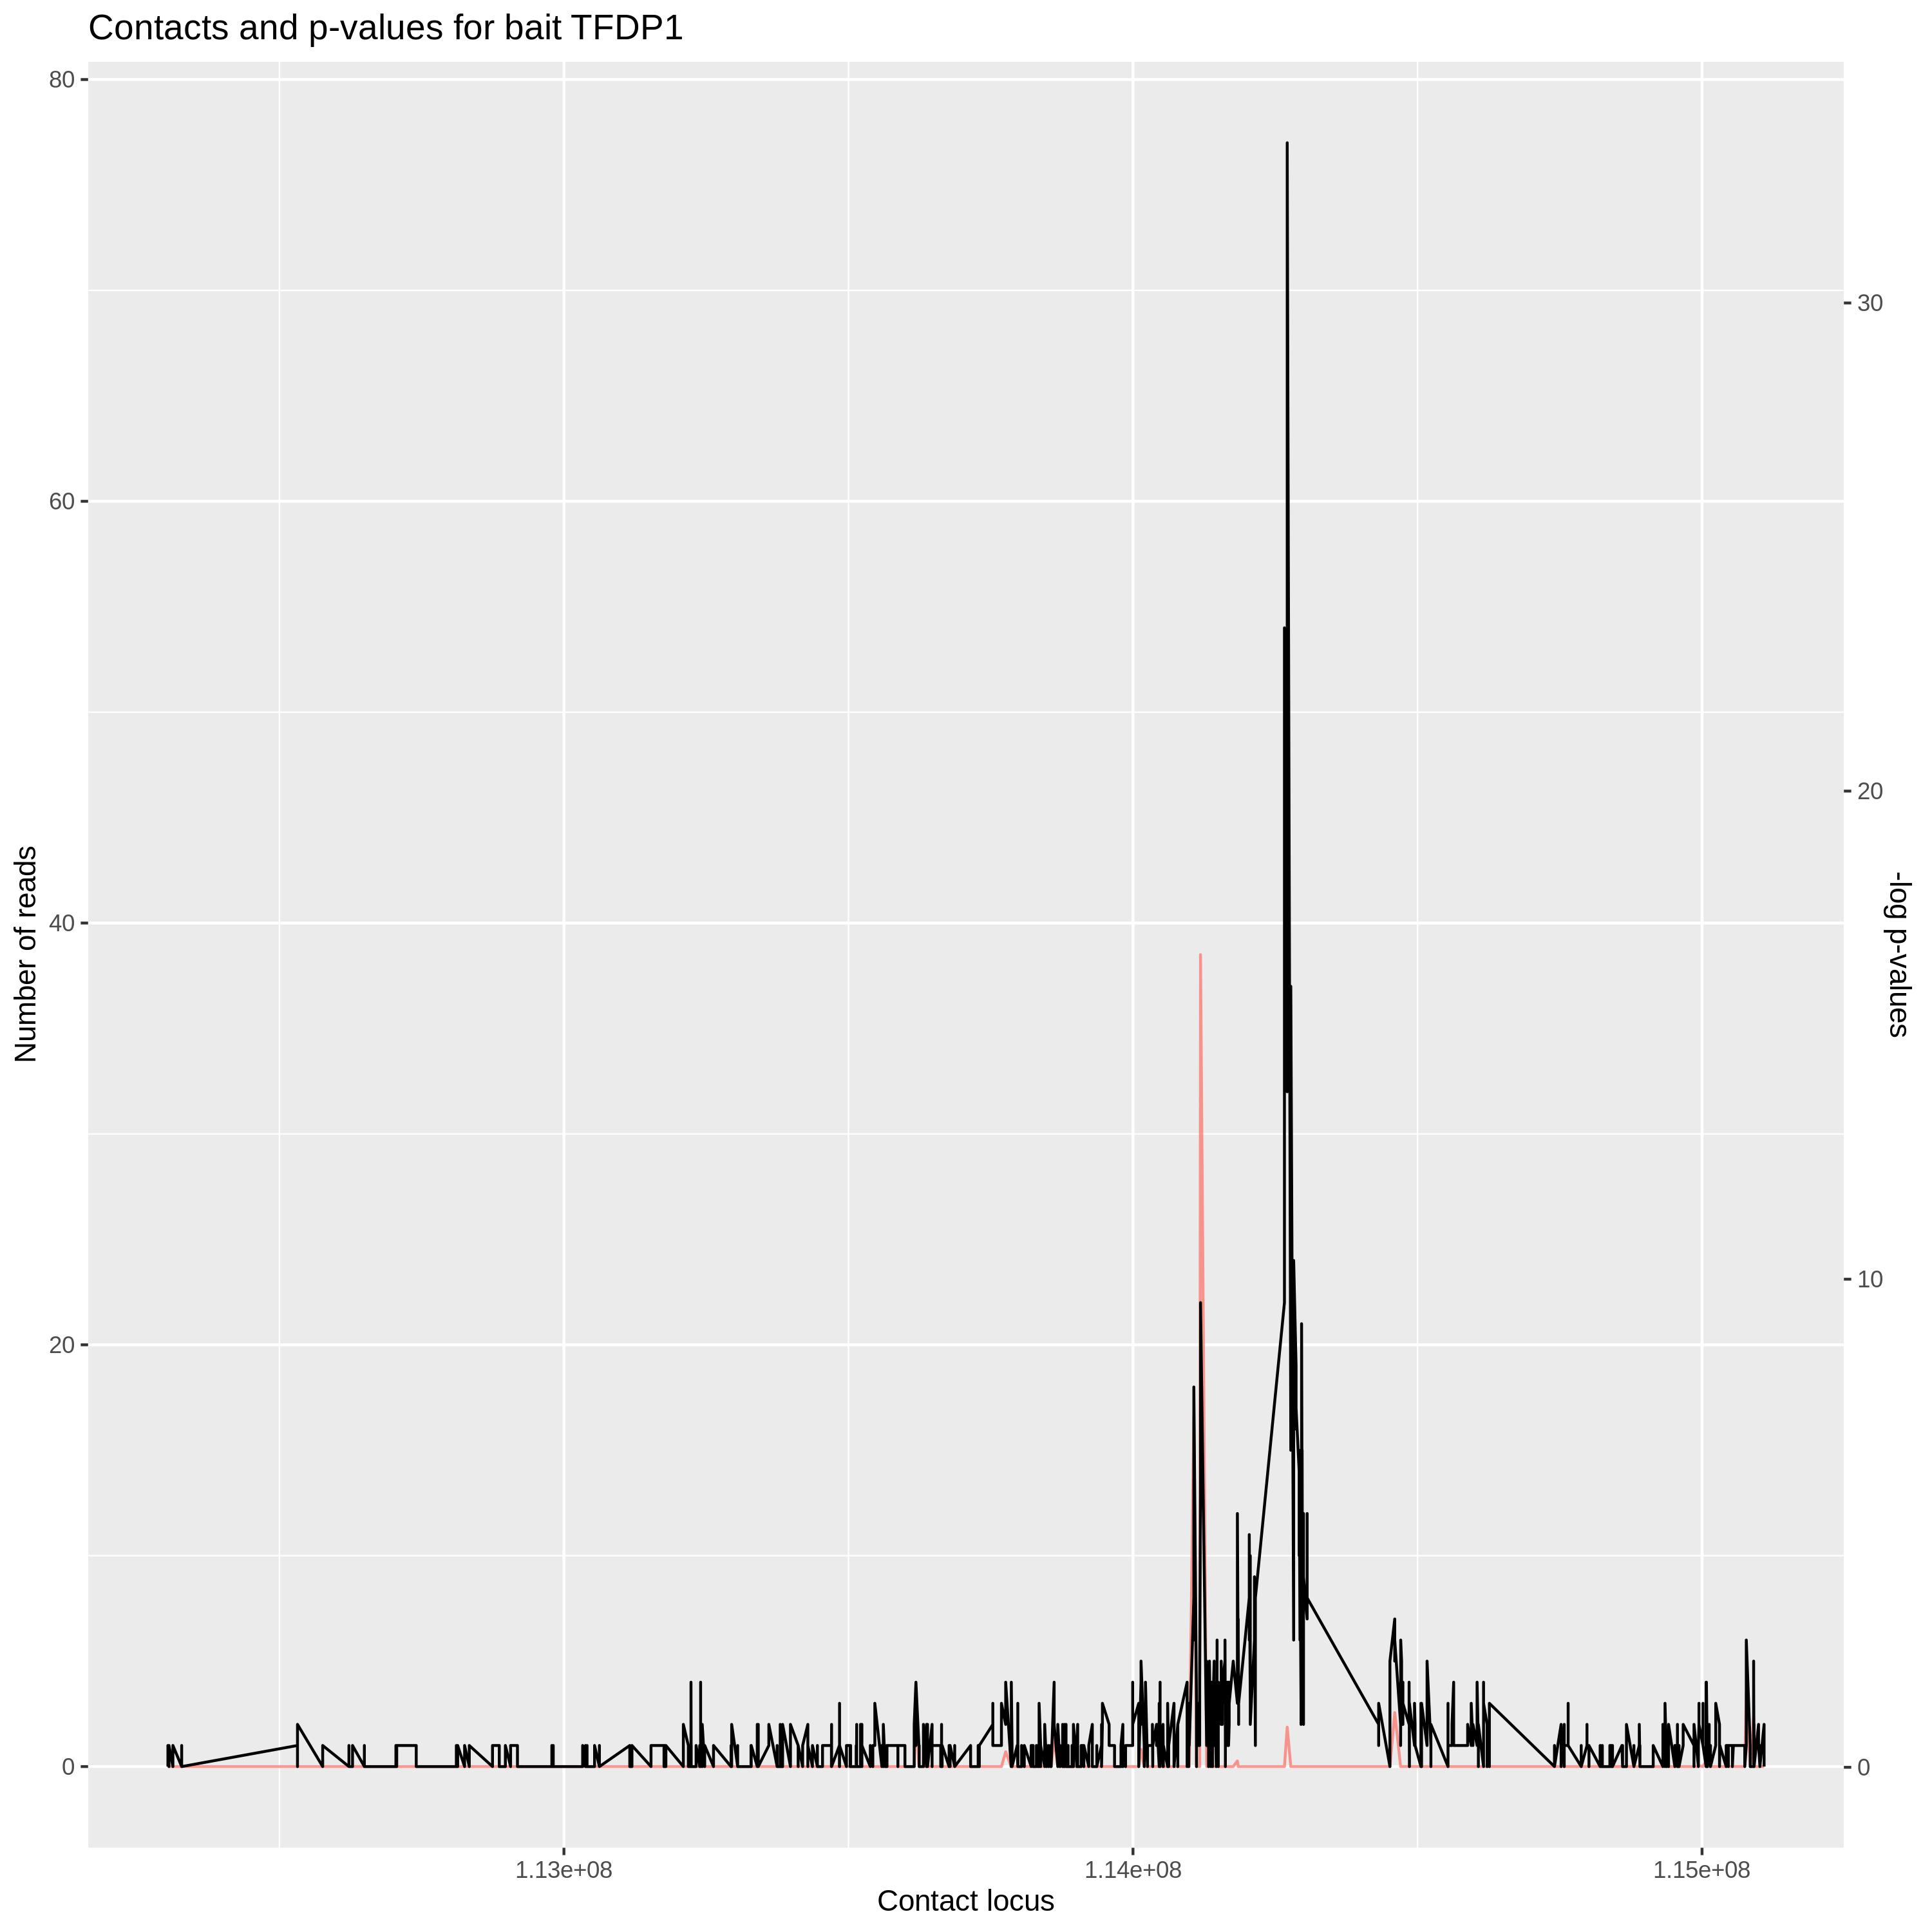 Contacts and p-values for bait TFDP1
80
60
40
20
0
Number of reads
30
20
10
0
-log p-values
1.13e+08
1.14e+08
1.15e+08
Contact locus